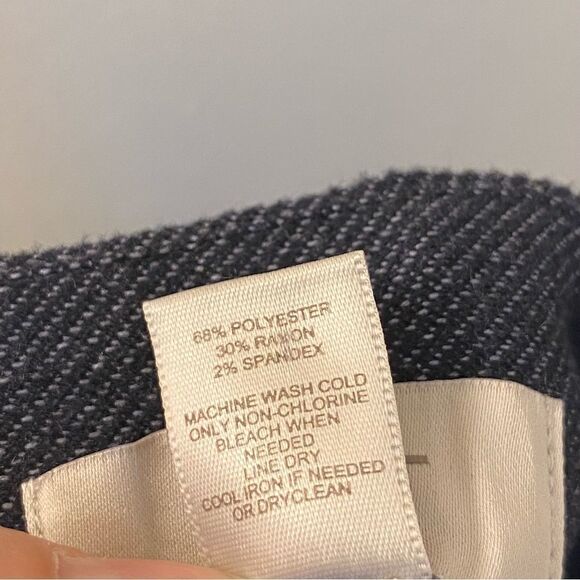 68% POLYESTER
30% RAYON
2% SPANDEX
MACHINE WASH COLD
ONLY NON-CHLORINE
BLEACH WHEN
NEEDED
LINE DRY
COOL IRON IF NEEDED
OR DRYCLEAN